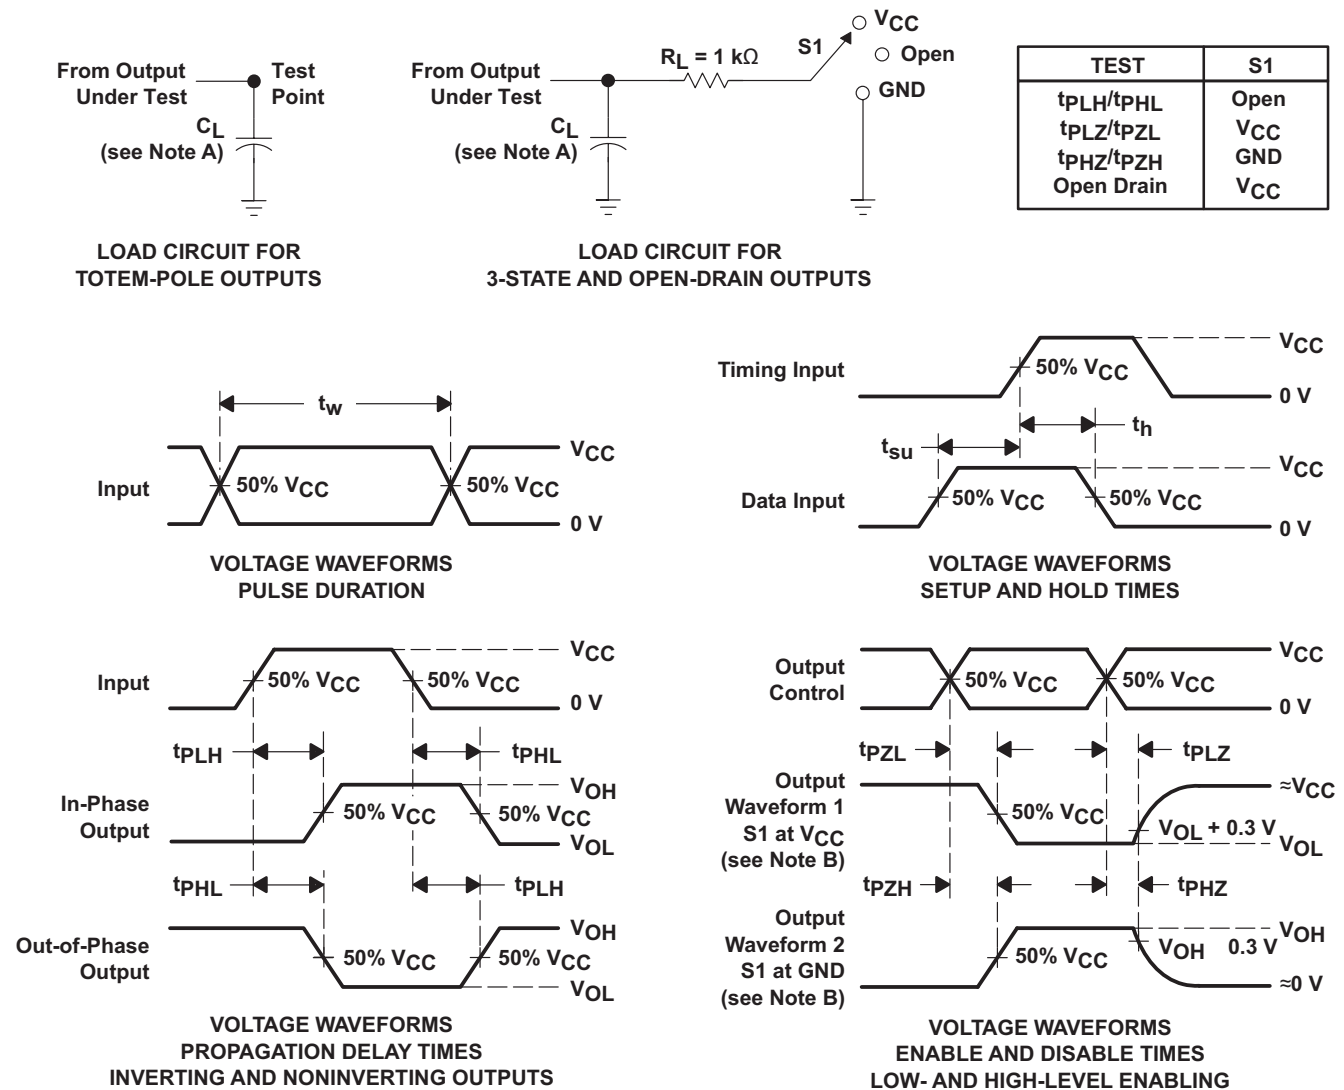 From Output
Under Test
Test
Point
CL
(see Note A)
LOAD CIRCUIT FOR
TOTEM-POLE OUTPUTS
From Output
Under Test
RL = 1 kΩ
S1
VCC
Open
GND
CL
(see Note A)
LOAD CIRCUIT FOR
3-STATE AND OPEN-DRAIN OUTPUTS
TEST S1
tPLH/tPHL Open
tPLZ/tPZL VCC
tPHZ/tPZH GND
Open Drain VCC
tw
Input
50% VCC
50% VCC
VCC
0 V
VOLTAGE WAVEFORMS
PULSE DURATION
Timing Input
50% VCC
VCC
0 V
tsu
th
Data Input
50% VCC
50% VCC
VCC
0 V
VOLTAGE WAVEFORMS
SETUP AND HOLD TIMES
Input
50% VCC
50% VCC
VCC
0 V
tPLH
tPHL
In-Phase
Output
50% VCC
50% VCC
VOH
VOL
tPHL
tPLH
Out-of-Phase
Output
50% VCC
50% VCC
VOH
VOL
VOLTAGE WAVEFORMS
PROPAGATION DELAY TIMES
INVERTING AND NONINVERTING OUTPUTS
Output
Control
50% VCC
50% VCC
VCC
0 V
tPZL
tPLZ
Output
Waveform 1
S1 at VCC
(see Note B)
50% VCC
VOL + 0.3 V
≈VCC
VOL
tPZH
tPHZ
Output
Waveform 2
S1 at GND
(see Note B)
50% VCC
VOH 0.3 V
VOH
≈0 V
VOLTAGE WAVEFORMS
ENABLE AND DISABLE TIMES
LOW- AND HIGH-LEVEL ENABLING